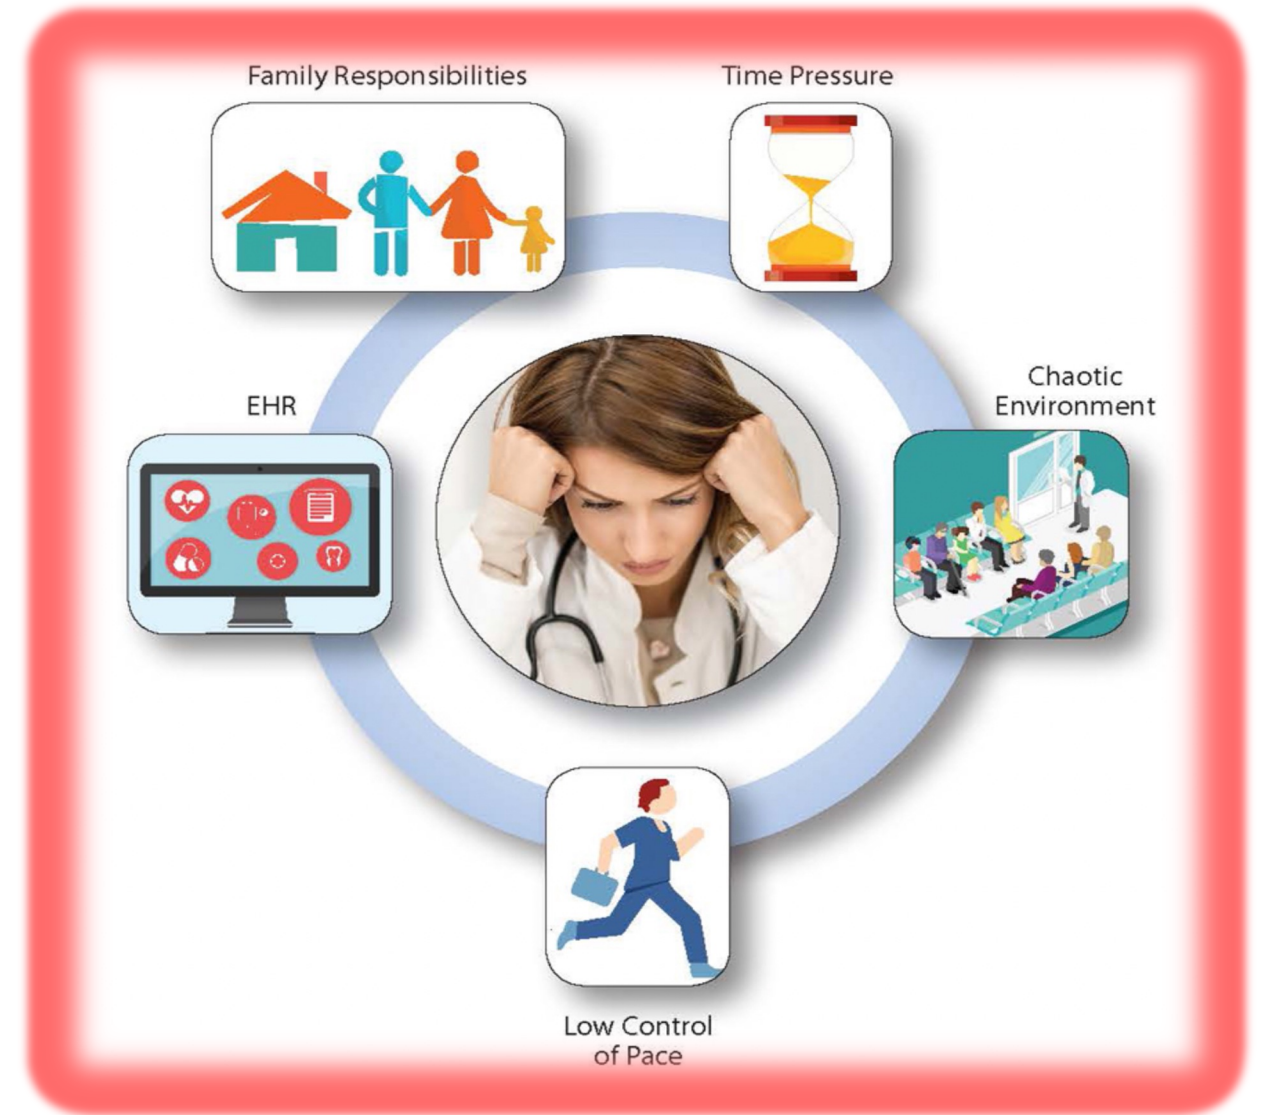 Family Responsibilities
Time Pressure
Chaotic
Environment
EHR
Low Control
of Pace